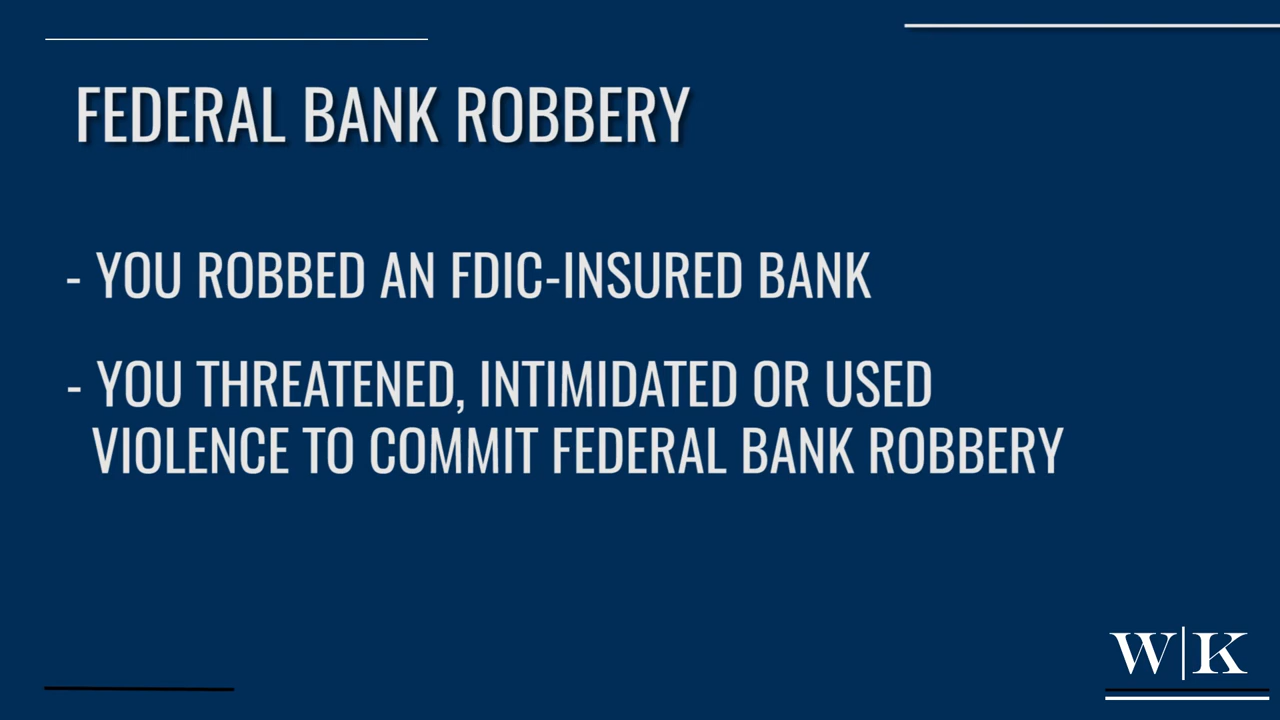 FEDERAL BANK ROBBERY
- YOU ROBBED AN FDIC-INSURED BANK
- YOU THREATENED, INTIMIDATED OR USED
VIOLENCE TO COMMIT FEDERAL BANK ROBBERY
W|K